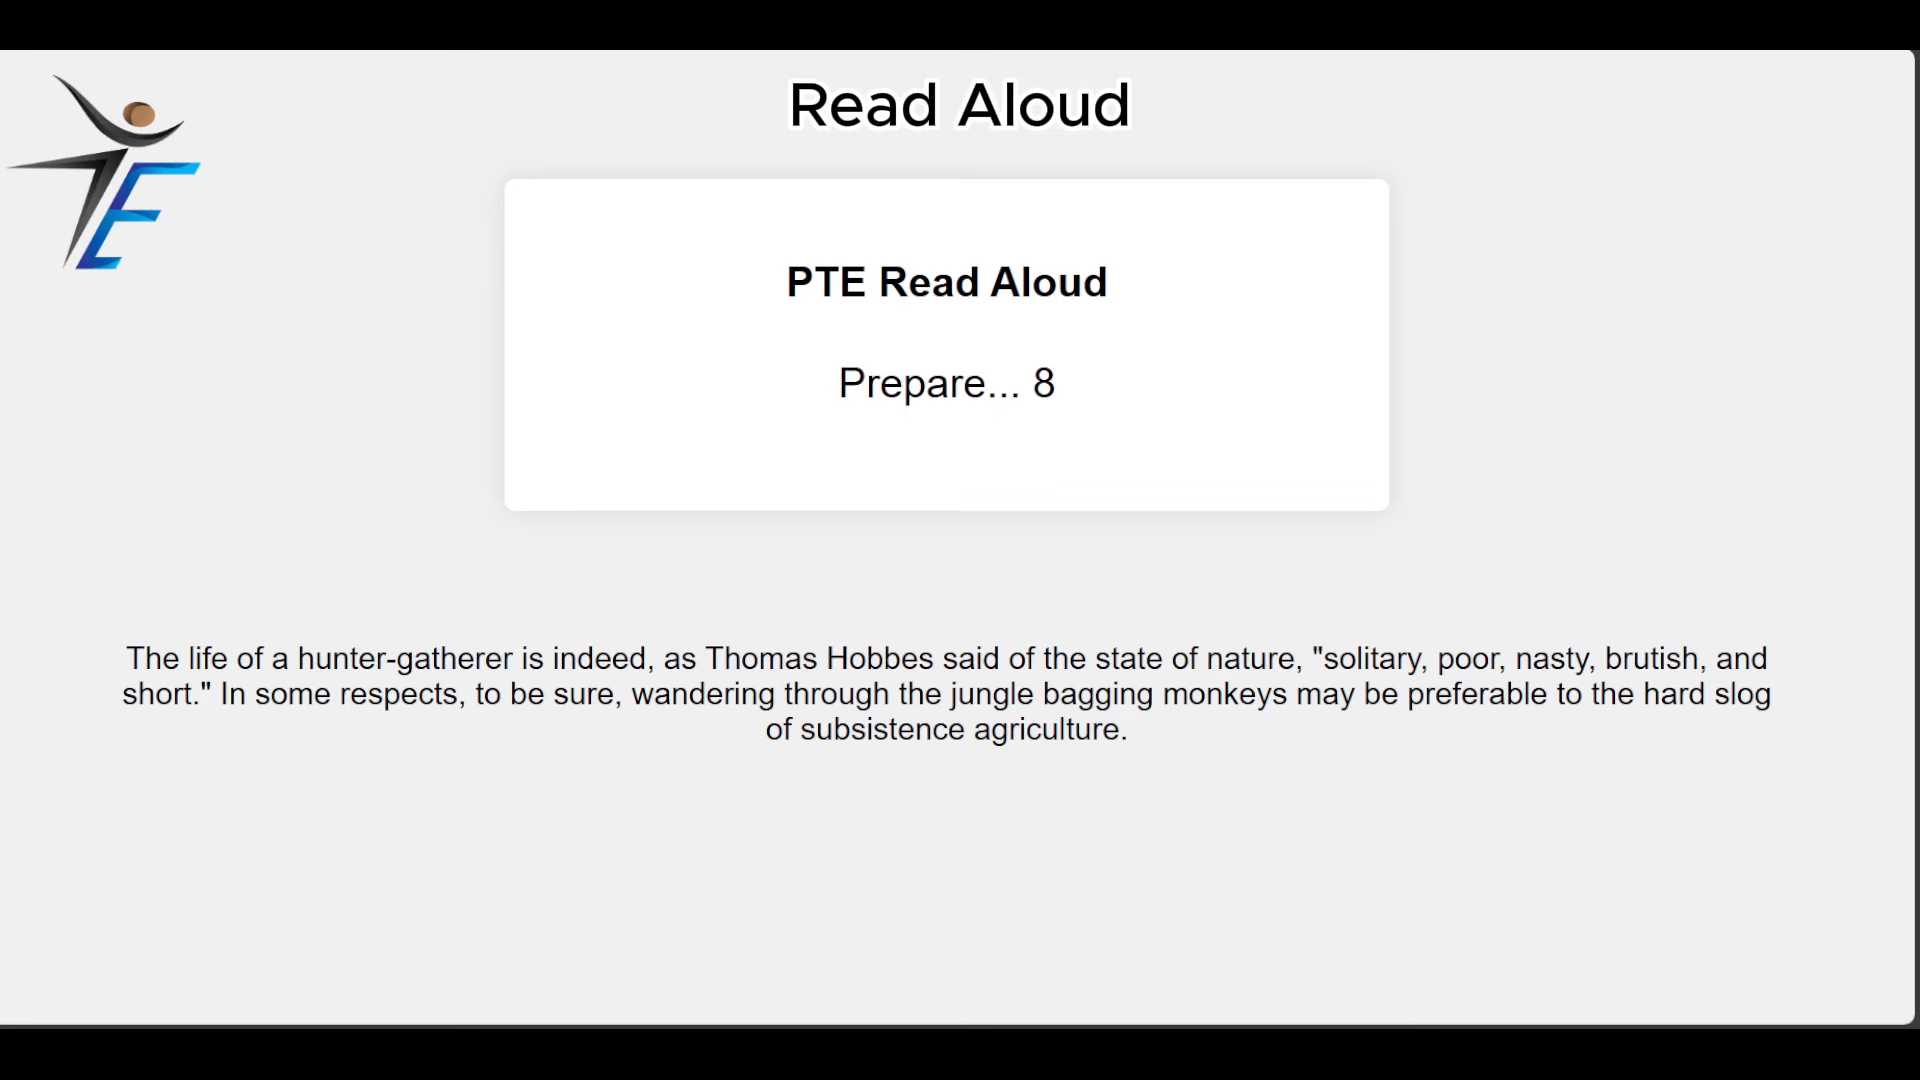 Read Aloud
PTE Read Aloud
Prepare... 8
The life of a hunter-gatherer is indeed, as Thomas Hobbes said of the state of nature, "solitary, poor, nasty, brutish, and
short." In some respects, to be sure, wandering through the jungle bagging monkeys may be preferable to the hard slog
of subsistence agriculture.